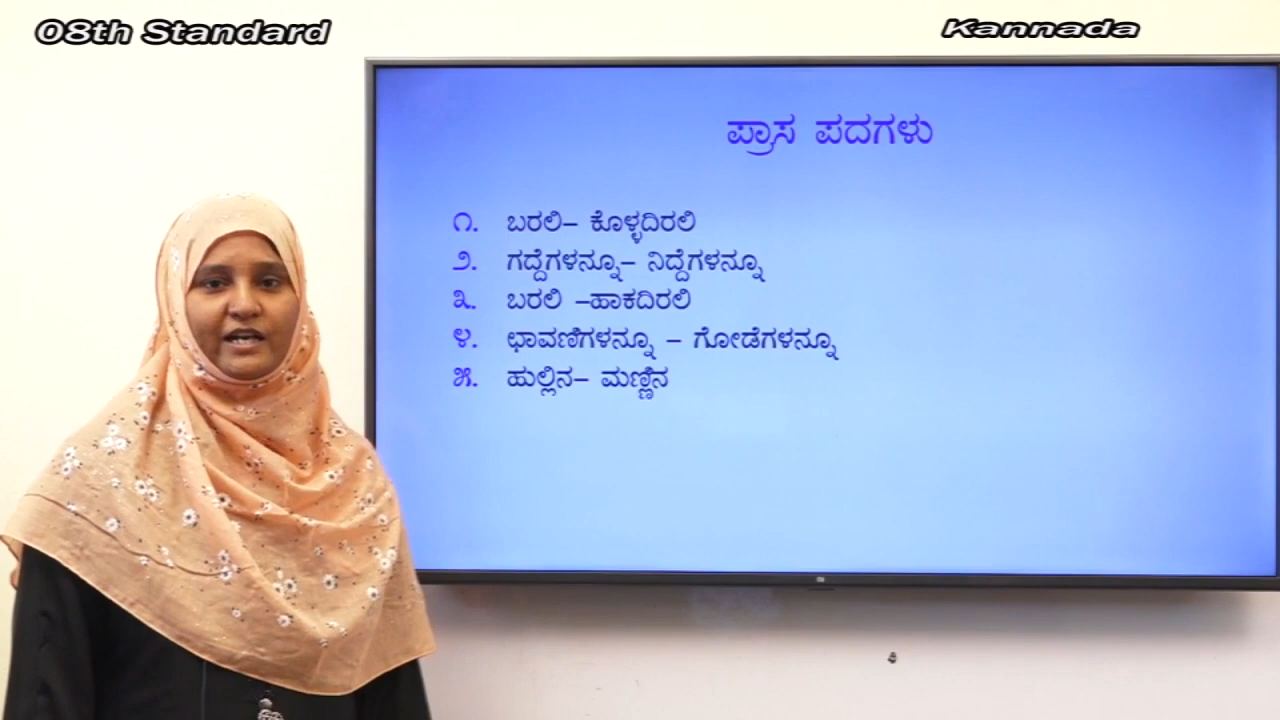 08th Standard
Kannada
ಪ್ರಾಸ ಪದಗಳು
೧. ಬರಲಿ– ಕೊಳ್ಳದಿರಲಿ
೨. ಗದ್ದೆಗಳನ್ನೂ– ನಿದ್ದೆಗಳನ್ನೂ
೩. ಬರಲಿ –ಹಾಕದಿರಲಿ
೪. ಛಾವಣಿಗಳನ್ನೂ – ಗೋಡೆಗಳನ್ನೂ
೫. ಹುಲ್ಲಿನ– ಮಣ್ಣಿನ